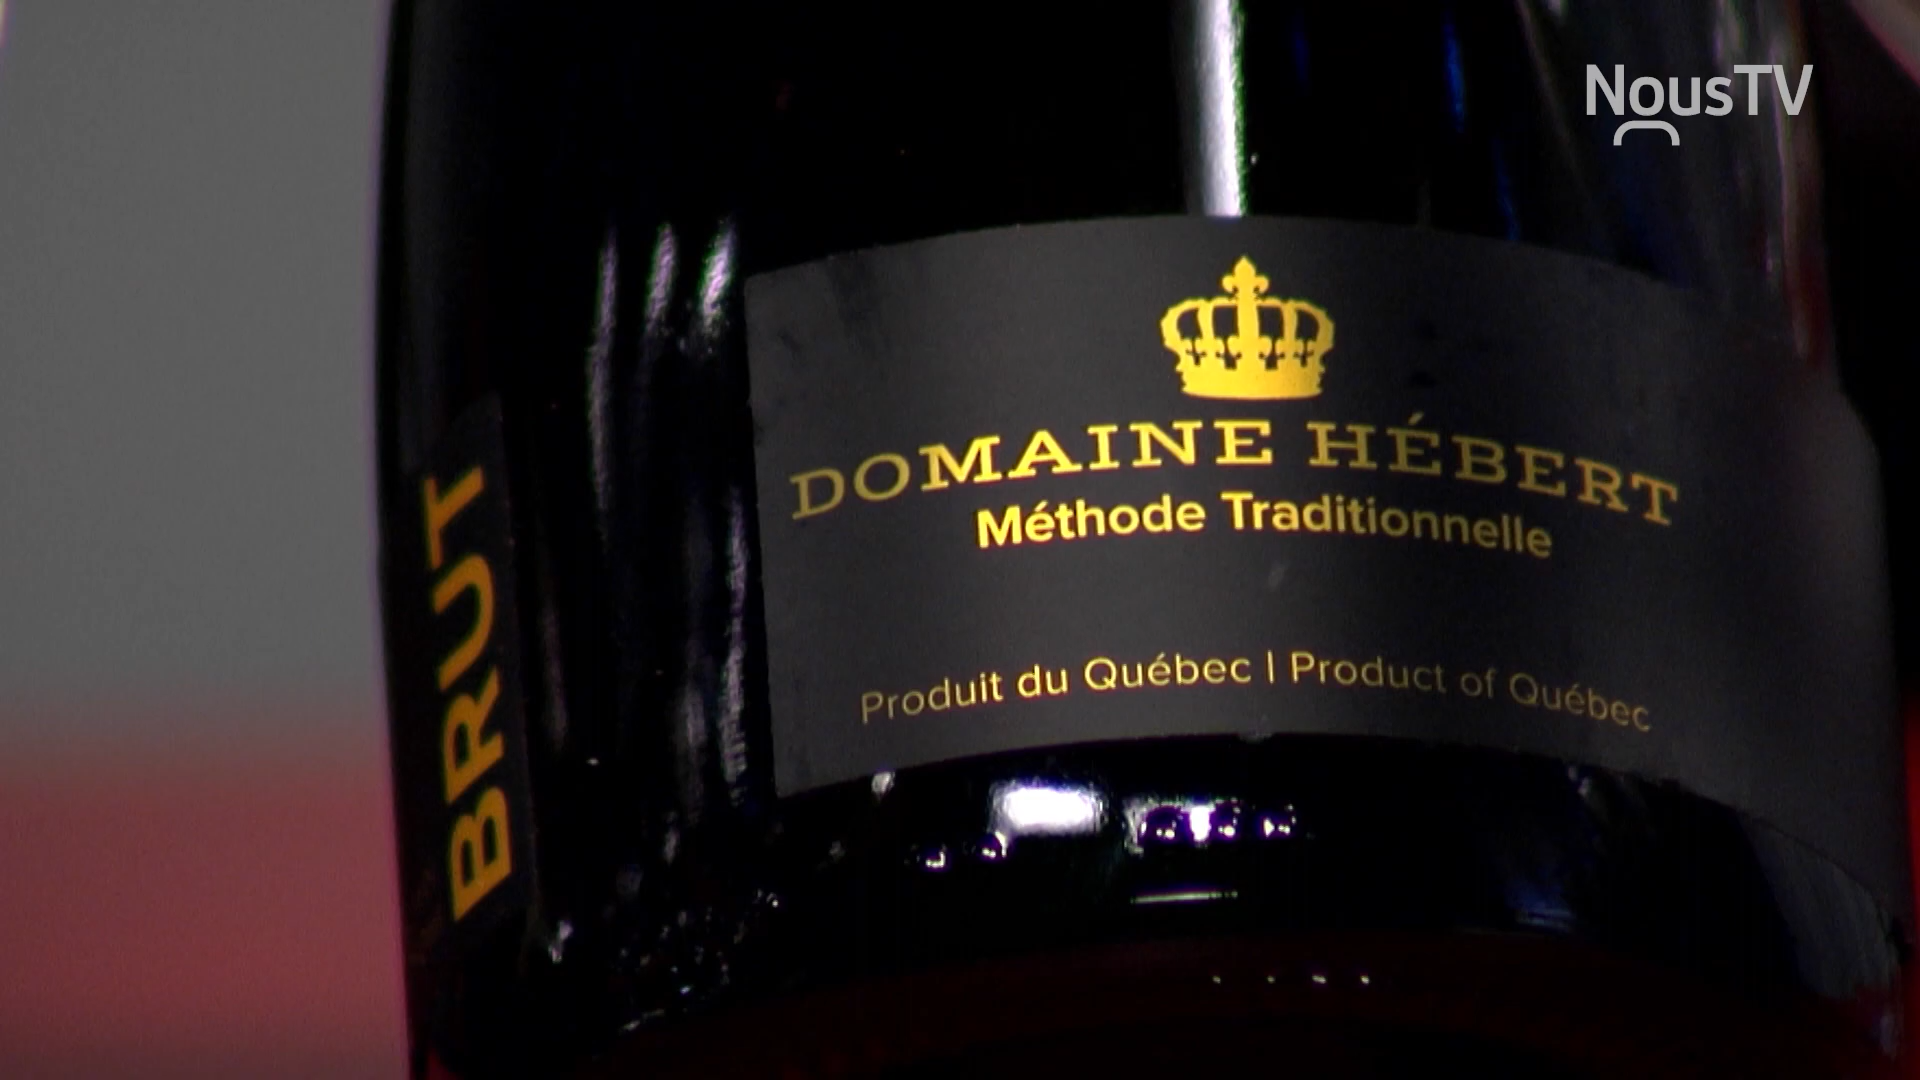 NousTV
DOMAINE HÉBERT
Méthode Traditionnelle
Produit du Québec | Product of Québec
BRUT